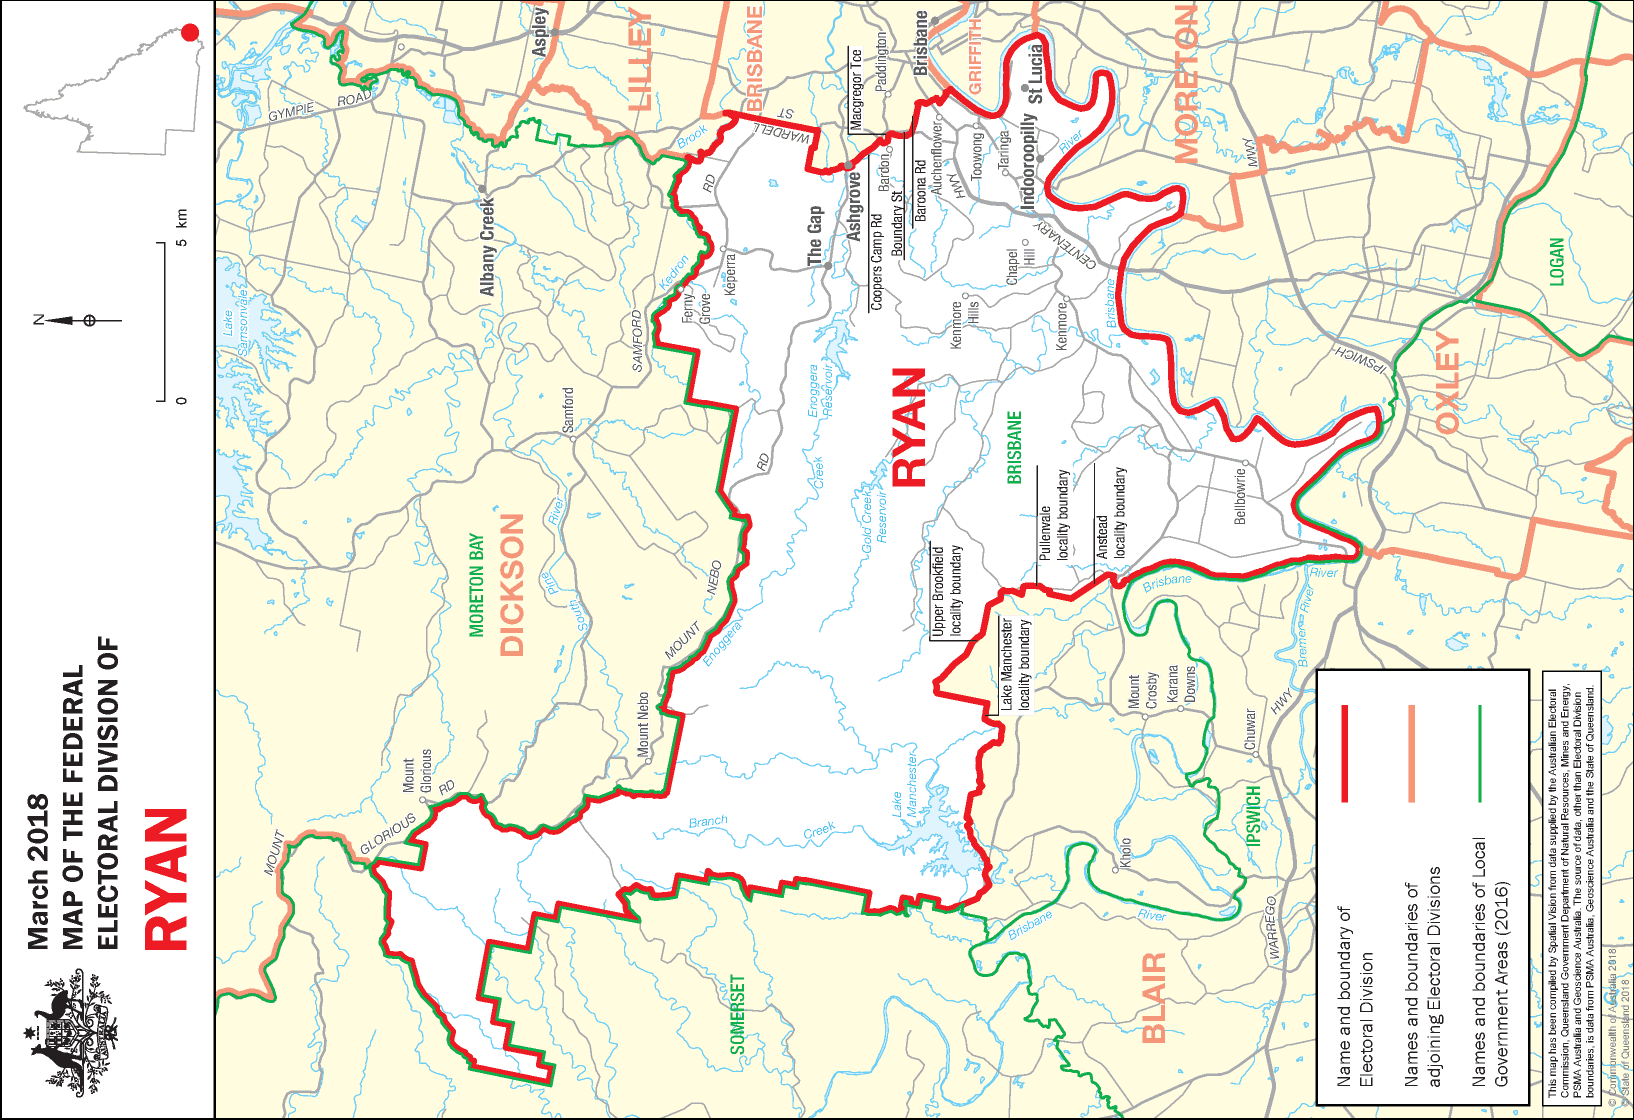 March 2018
MAP OF THE FEDERAL
ELECTORAL DIVISION OF
RYAN
N
0
5 km
MOUNT
GLORIOUS
RD
Mount
Glorious
Lake
Samsonvale
GYMPIE
ROAD
Albany Creek
Aspley
LILLEY
BRISBANE
MORETON BAY
DICKSON
South
Pine
River
Samford
SAMFORD
RD
Kedron
Brook
WARDELL
ST
Mount Nebo
MOUNT
NEBO
RD
Enoggera
Creek
Enoggera
Reservoir
Ferny
Grove
Keperra
The Gap
Ashgrove
Macgregor Tce
Paddington
Brisbane
GRIFFITH
Bardon
Coopers Camp Rd
Boundary St
Baroona Rd
Auchenflower
Toowong
HWY
Taringa
Indooroopilly
St Lucia
River
MORETON
MWY
CENTENARY
Chapel
Hill
Kenmore
Hills
Kenmore
Brisbane
Gold Creek
Reservoir
RYAN
BRISBANE
Branch
Creek
Lake
Manchester
Upper Brookfield
locality boundary
Lake Manchester
locality boundary
Pullenvale
locality boundary
Anstead
locality boundary
Bellbowrie
IPSWICH
OXLEY
LOGAN
Brisbane
River
Bremer River
Mount
Crosby
Karana
Downs
Chuwar
HWY
WARREGO
IPSWICH
Kholo
Brisbane
River
BLAIR
SOMERSET
Name and boundary of
Electoral Division
Names and boundaries of
adjoining Electoral Divisions
Names and boundaries of Local
Government Areas (2016)
This map has been compiled by Spatial Vision from data supplied by the Australian Electoral
Commission, Queensland Government Department of Natural Resources, Mines and Energy,
PSMA Australia and Geoscience Australia. The source of data, other than Electoral Division
boundaries, is data from PSMA Australia, Geoscience Australia and the State of Queensland.
© Commonwealth of Australia 2018
© State of Queensland 2018